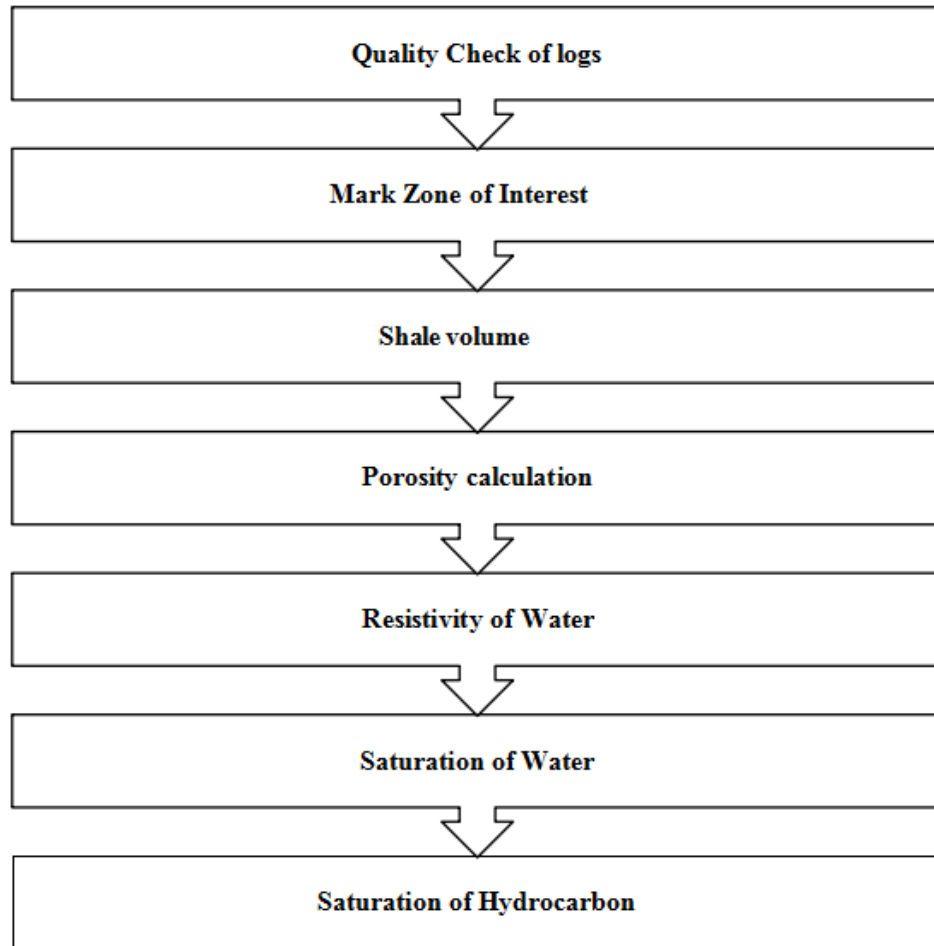 Quality Check of logs
Mark Zone of Interest
Shale volume
Porosity calculation
Resistivity of Water
Saturation of Water
Saturation of Hydrocarbon